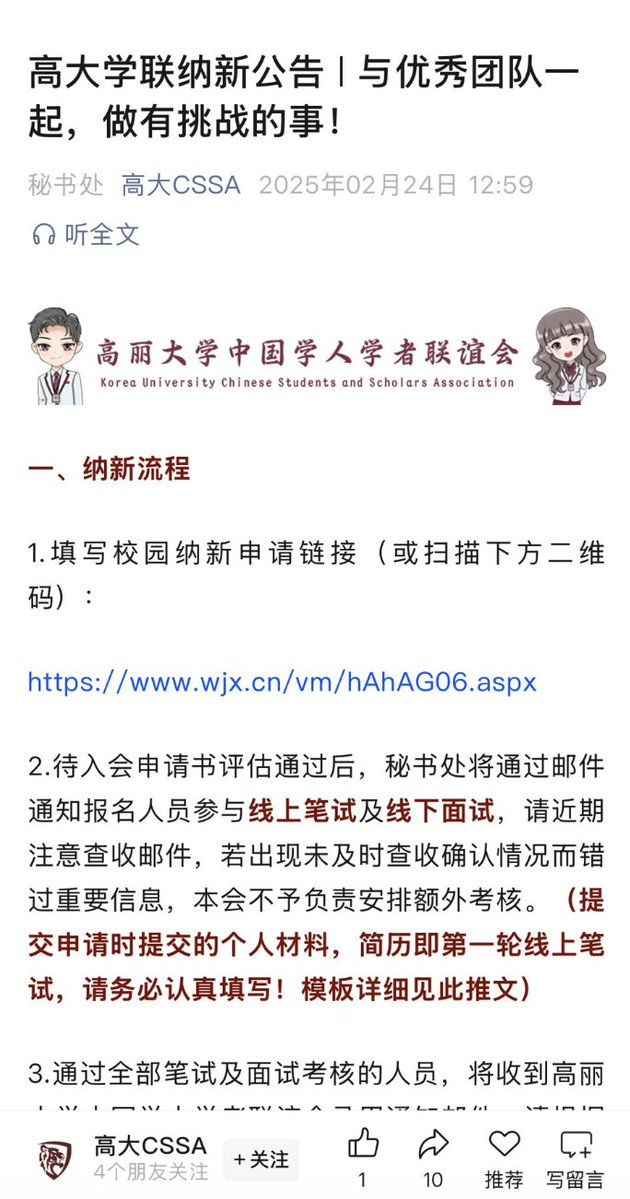 高大学联纳新公告 | 与优秀团队一
起，做有挑战的事！
秘书处 高大CSSA 2025年02月24日 12:59
听全文
高丽大学中国学人学者联谊会
Korea University Chinese Students and Scholars Association
一、纳新流程
1.填写校园纳新申请链接（或扫描下方二维
码）：
https://www.wjx.cn/vm/hAhAG06.aspx
2.待入会申请书评估通过后，秘书处将通过邮件
通知报名人员参与线上笔试及线下面试，请近期
注意查收邮件，若出现未及时查收确认情况而错
过重要信息，本会不予负责安排额外考核。（提
交申请时提交的个人材料，简历即第一轮线上笔
试，请务必认真填写！模板详细见此推文）
3.通过全部笔试及面试考核的人员，将收到高丽
高大CSSA
4个朋友关注
+关注
1
10
推荐
写留言